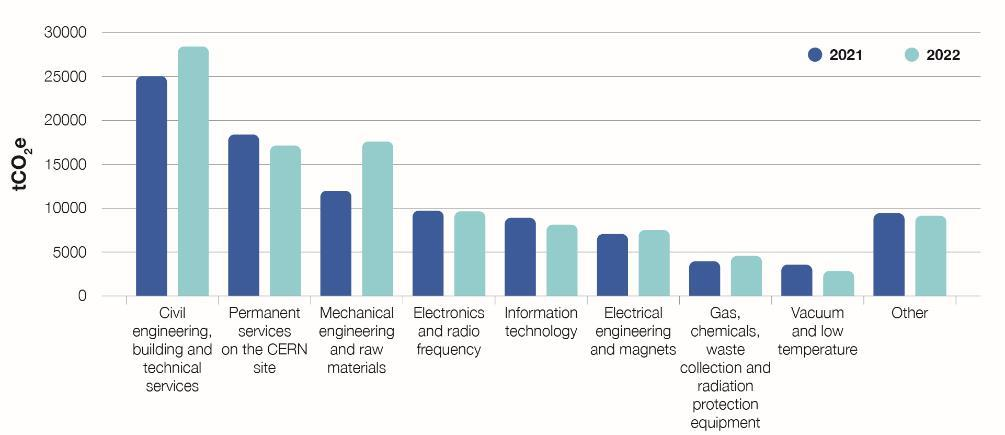 30000
25000
20000
15000
10000
5000
0
tCO₂e
2021
2022
Civil
engineering,
building and
technical
services
Permanent
services
on the CERN
site
Mechanical
engineering
and raw
materials
Electronics
and radio
frequency
Information
technology
Electrical
engineering
and magnets
Gas,
chemicals,
waste
collection and
radiation
protection
equipment
Vacuum
and low
temperature
Other